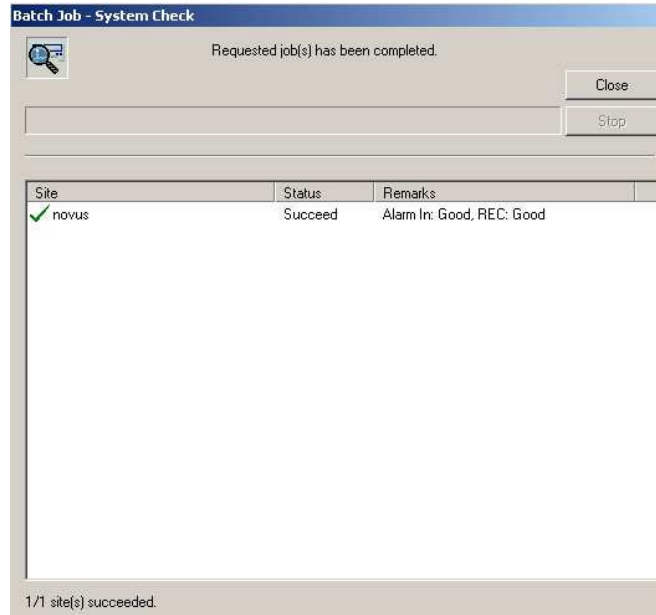 Batch Job - System Check
Requested job(s) has been completed.
Close
Stop
Site Status Remarks
novus Succeed Alarm In: Good, REC: Good
1/1 site(s) succeeded.